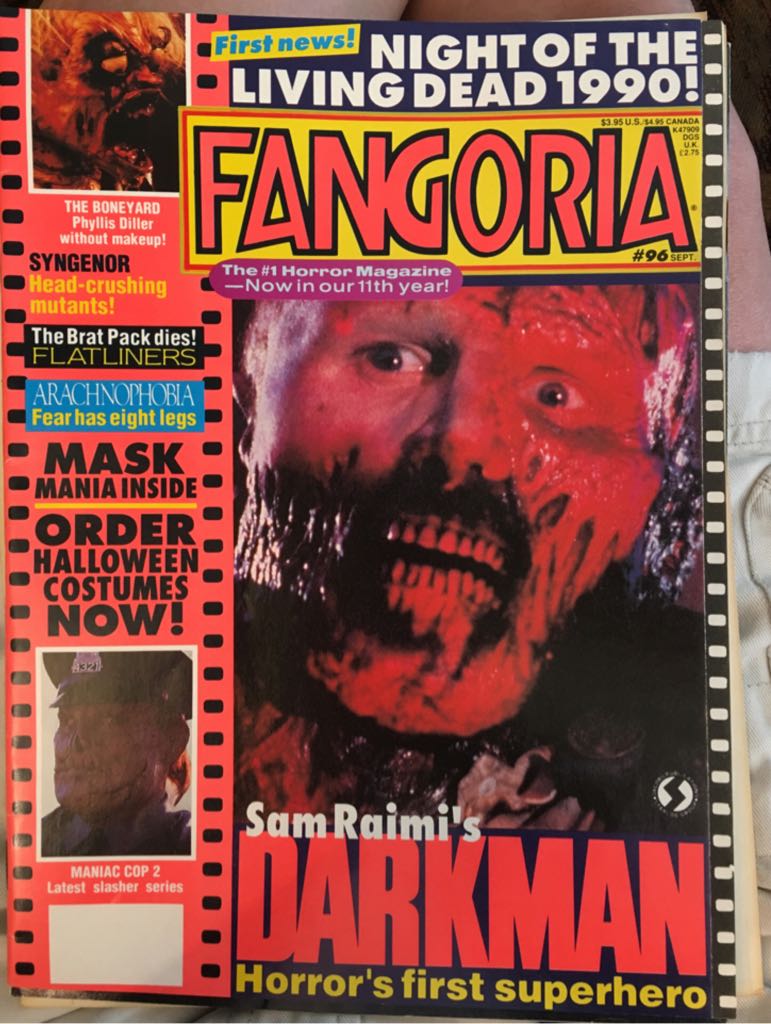 First news!
NIGHT OF THE
LIVING DEAD 1990!
$3.95 U.S./$4.95 CANADA
K47909
DGS
U.K.
£2.75
FANGORIA®
#96 SEPT.
The #1 Horror Magazine
—Now in our 11th year!
THE BONEYARD
Phyllis Diller
without makeup!
SYNGENOR
Head-crushing
mutants!
The Brat Pack dies!
FLATLINERS
ARACHNOPHOBIA
Fear has eight legs
MASK
MANIA INSIDE
ORDER
HALLOWEEN
COSTUMES
NOW!
4321
MANIAC COP 2
Latest slasher series
Sam Raimi's
DARKMAN
Horror's first superhero